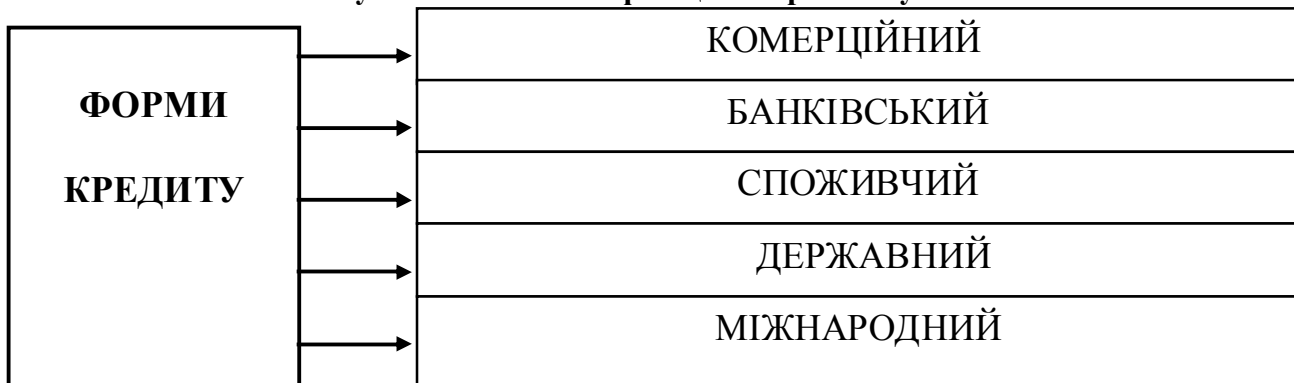 ФОРМИ
КРЕДИТУ
КОМЕРЦІЙНИЙ
БАНКІВСЬКИЙ
СПОЖИВЧИЙ
ДЕРЖАВНИЙ
МІЖНАРОДНИЙ